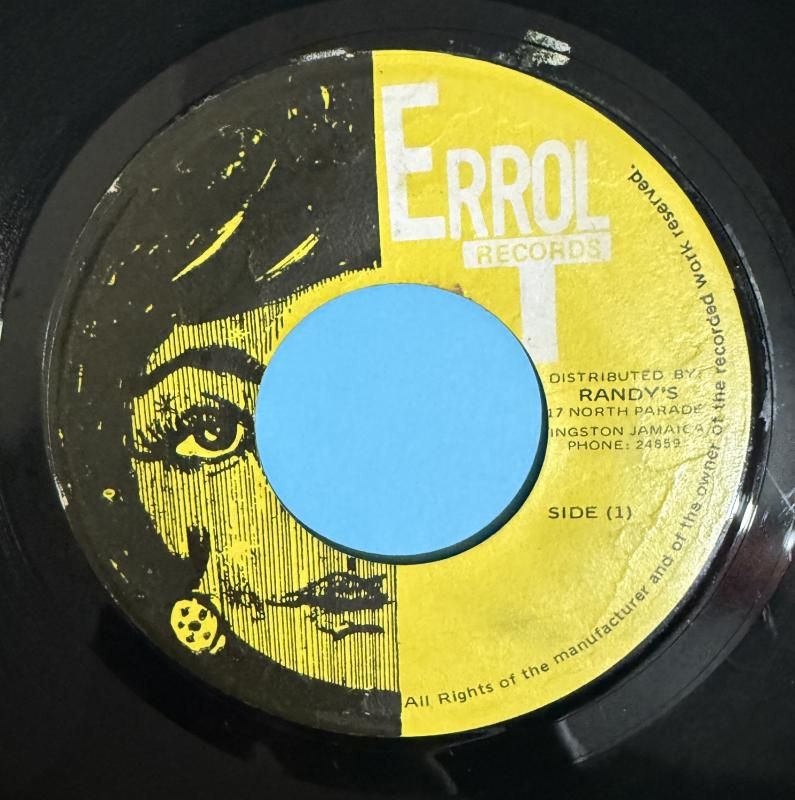 ERROL
RECORDS
T
DISTRIBUTED BY:
RANDY'S
17 NORTH PARADE
INGSTON JAMAICA
PHONE: 24859
SIDE (1)
All Rights of the manufacturer and of the owner of the recorded work reserved.